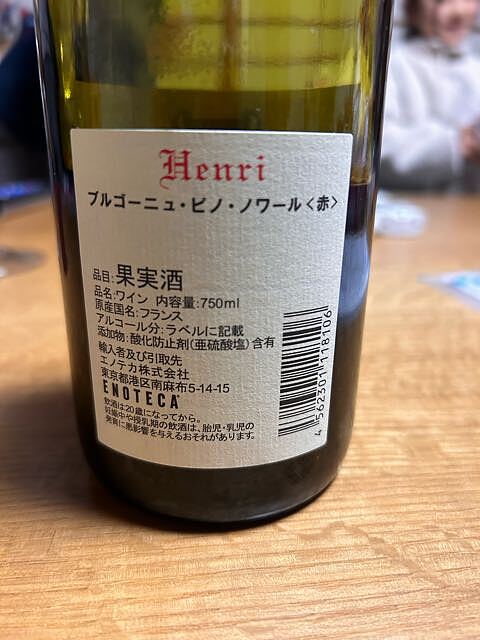 Henri
ブルゴーニュ・ピノ・ノワール<赤>
品目:果実酒
品名:ワイン 内容量:750ml
原産国名:フランス
アルコール分:ラベルに記載
添加物:酸化防止剤(亜硫酸塩)含有
輸入者及び引取先
エノテカ株式会社
東京都港区南麻布5-14-15
ENOTECA
飲酒は20歳になってから。
妊娠中や授乳期の飲酒は、胎児・乳児の
発育に悪影響を与えるおそれがあります。
4 562301 118106